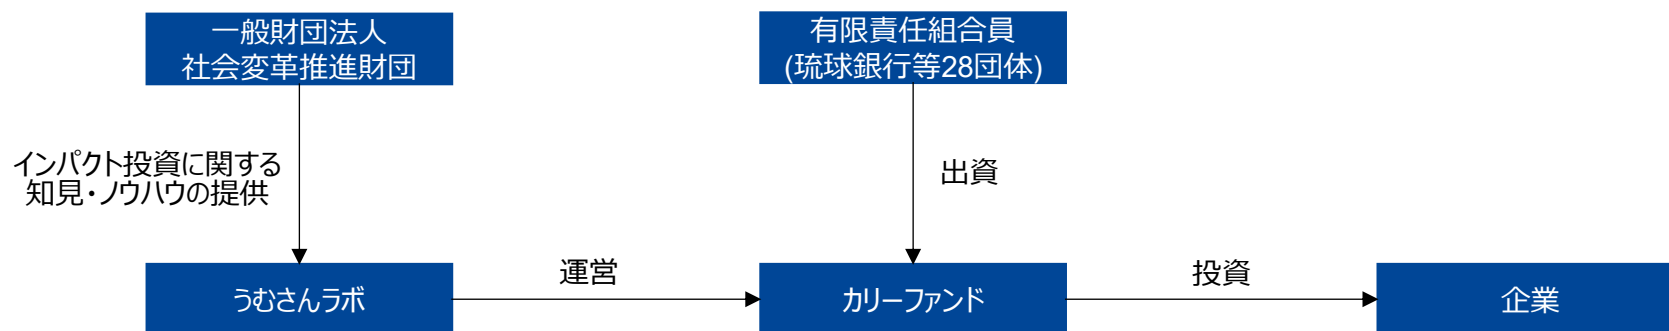 一般財団法人
社会変革推進財団
有限責任組合員
(琉球銀行等28団体)
インパクト投資に関する
知見・ノウハウの提供
出資
うむさんラボ
運営
カリーファンド
投資
企業